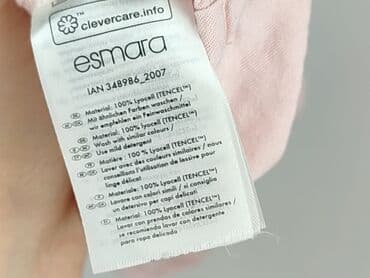 clevercare.info
esmara
IAN 348986_2007
Material: 100% Lyocell (TENCEL™)
Mit ähnlichen Farben waschen /
wir empfehlen ein Feinwaschmittel
Material: 100% Lyocell (TENCEL™)
Wash with similar colours /
Use mild detergent
Matière: 100 % Lyocell (TENCEL™)
Laver avec des couleurs similaires / nous
conseillons l'utilisation de lessive pour
linge délicat
Materiale: 100% Lyocell (TENCEL™)
Lavare con colori simili / si consiglia
un detersivo per capi delicati
Material: 100% Lyocell (TENCEL™)
Lavar con prendas de colores similares /
se recomienda lavar con detergente
para ropa delicada